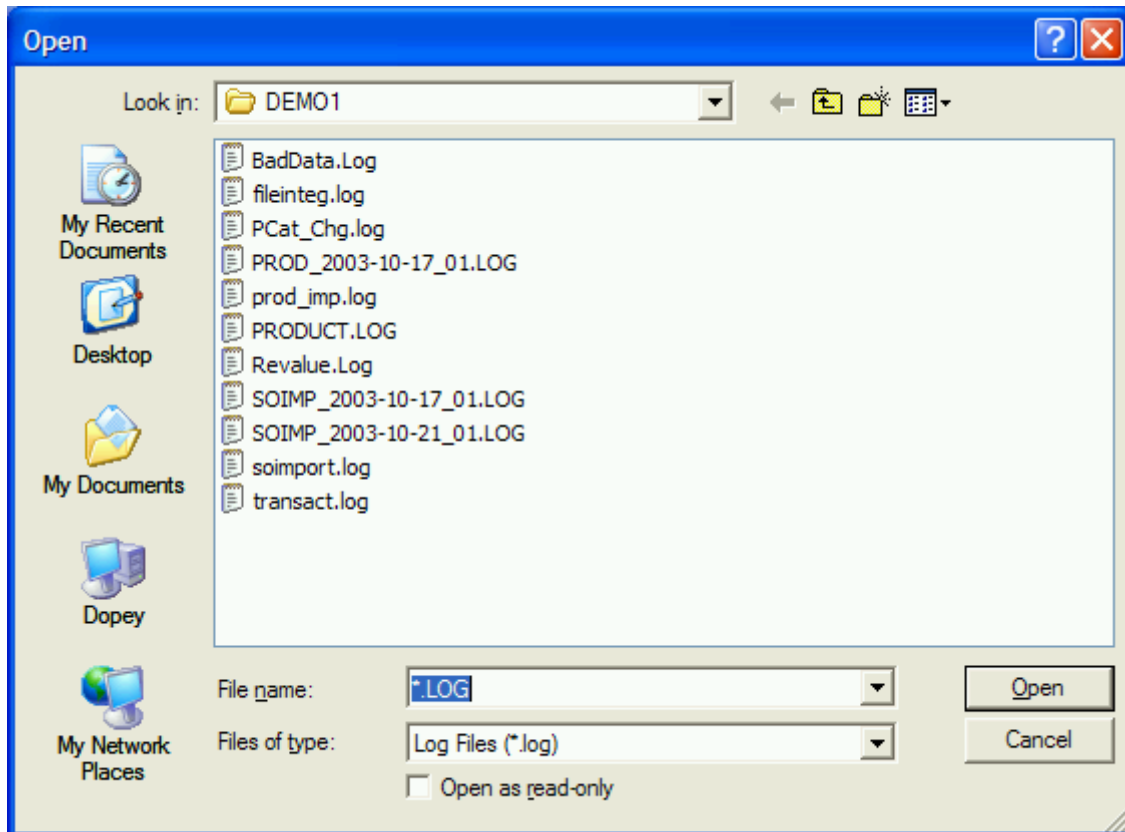 Open
Look in: DEMO1
BadData.Log
fileinteg.log
PCat_Chg.log
PROD_2003-10-17_01.LOG
prod_imp.log
PRODUCT.LOG
Revalue.Log
SOIMP_2003-10-17_01.LOG
SOIMP_2003-10-21_01.LOG
soimport.log
transact.log
My Recent
Documents
Desktop
My Documents
Dopey
My Network
Places
File name: *.LOG
Open
Files of type: Log Files (*.log)
Cancel
Open as read-only